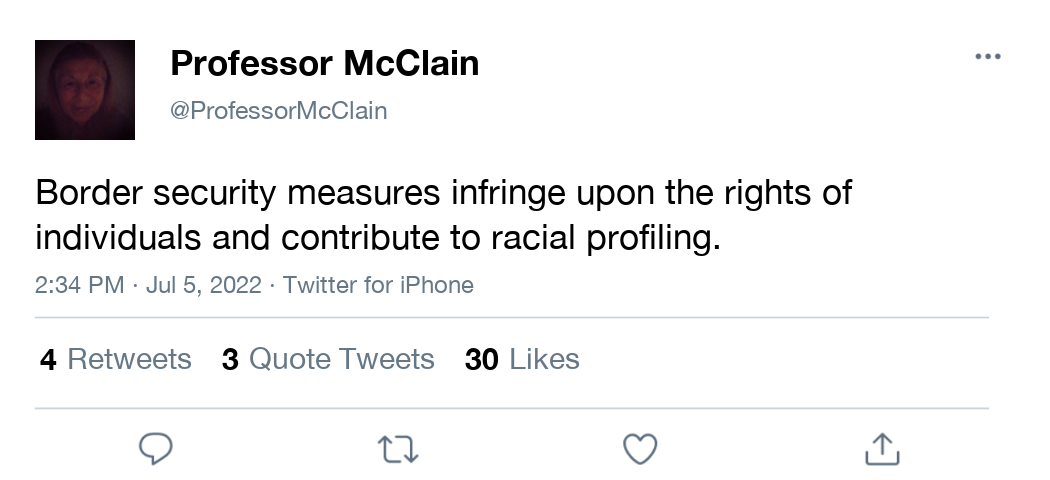 Professor McClain
@ProfessorMcClain
Border security measures infringe upon the rights of
individuals and contribute to racial profiling.
2:34 PM · Jul 5, 2022 · Twitter for iPhone
4 Retweets 3 Quote Tweets 30 Likes